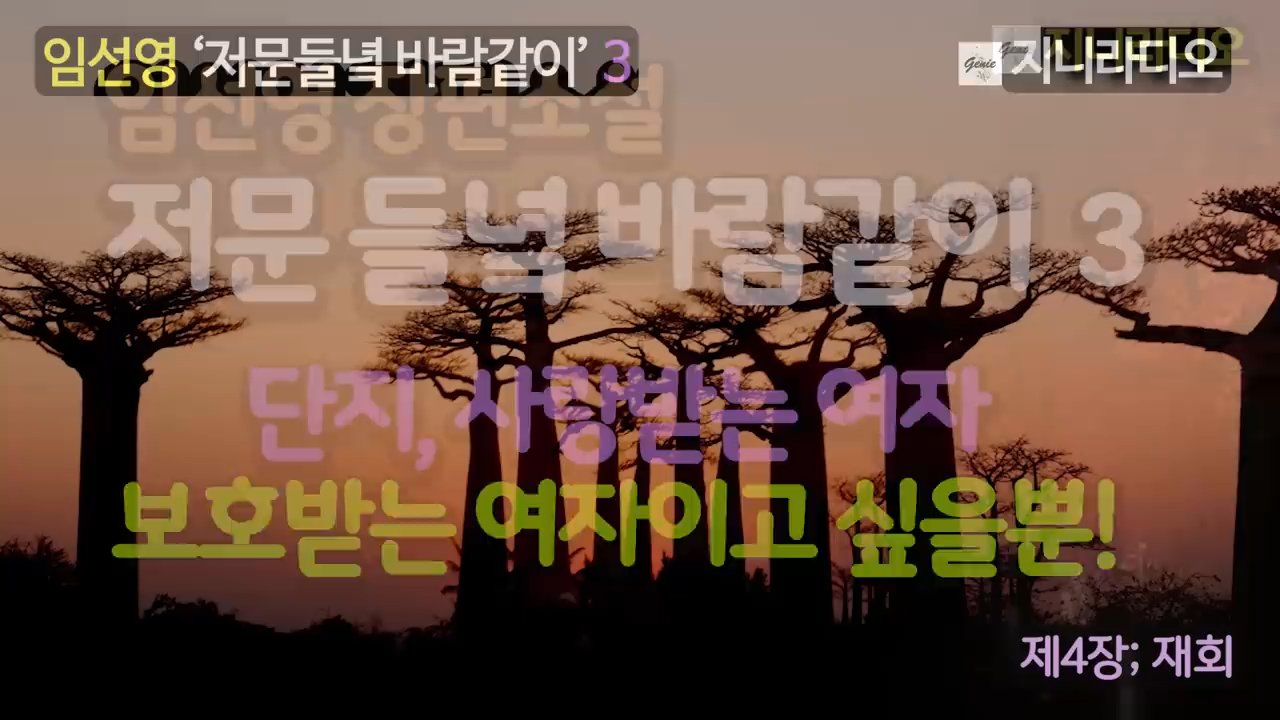 임선영 ‘저문들녘 바람같이’ 3
Genie 지니라디오
임선영 장편소설
저문 들녘 바람같이 3
단지, 사랑받는 여자
보호받는 여자이고 싶을뿐!
제4장; 재회